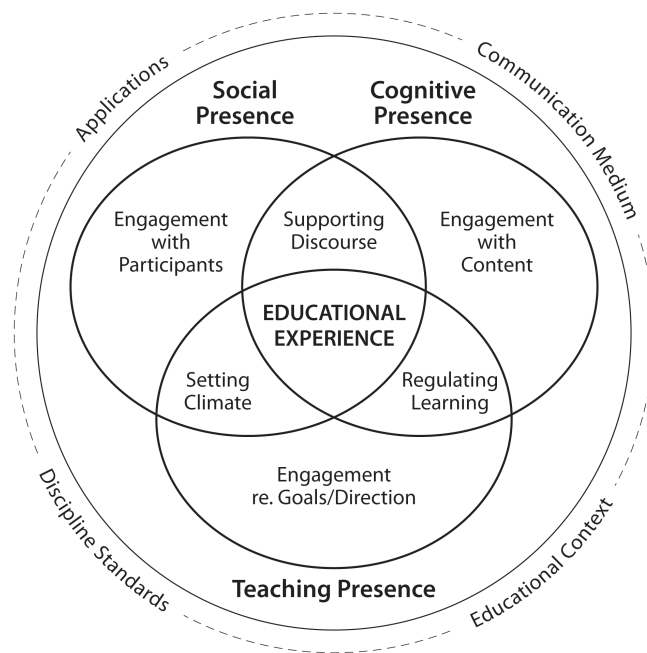 Applications
Communication Medium
Social
Presence
Cognitive
Presence
Engagement
with
Participants
Supporting
Discourse
Engagement
with
Content
EDUCATIONAL
EXPERIENCE
Setting
Climate
Regulating
Learning
Engagement
re. Goals/Direction
Teaching Presence
Discipline Standards
Educational Context